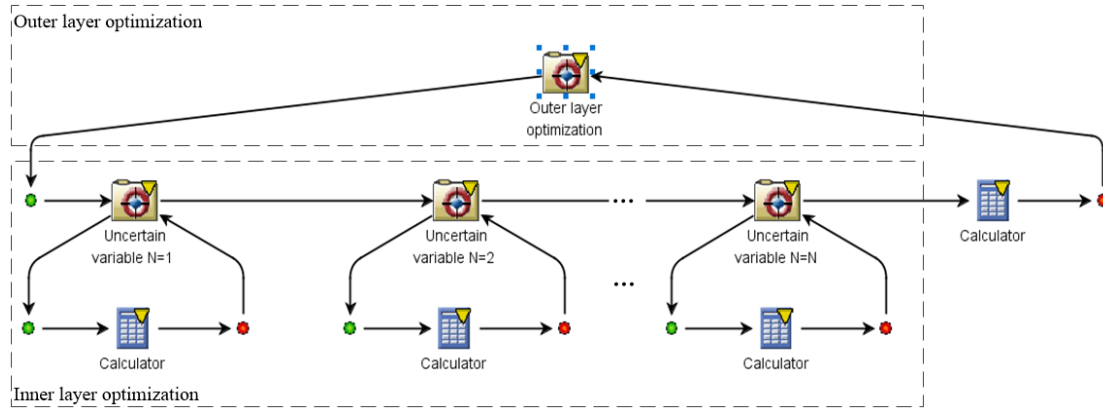 Outer layer optimization
Outer layer
optimization
...
Uncertain
variable N=1
Uncertain
variable N=2
Uncertain
variable N=N
Calculator
...
Calculator
Calculator
Calculator
Inner layer optimization